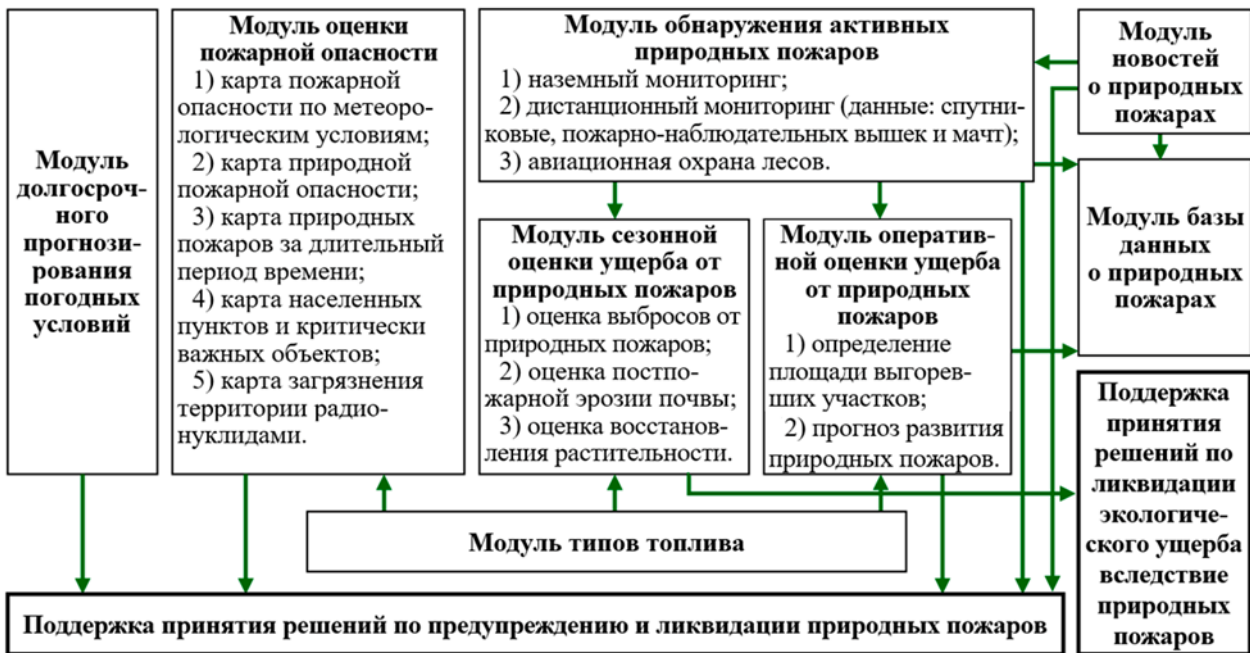 Модуль
долгосроч-
ного
прогнози-
рования
погодных
условий
Модуль оценки
пожарной опасности
1) карта пожарной
опасности по метеоро-
логическим условиям;
2) карта природной
пожарной опасности;
3) карта природных
пожаров за длительный
период времени;
4) карта населенных
пунктов и критически
важных объектов;
5) карта загрязнения
территории радио-
нуклидами.
Модуль обнаружения активных
природных пожаров
1) наземный мониторинг;
2) дистанционный мониторинг (данные: спутни-
ковые, пожарно-наблюдательных вышек и мачт);
3) авиационная охрана лесов.
Модуль
новостей
о природных
пожарах
Модуль сезонной
оценки ущерба от
природных пожаров
1) оценка выбросов от
природных пожаров;
2) оценка постпо-
жарной эрозии почвы;
3) оценка восстанов-
ления растительности.
Модуль оператив-
ной оценки ущерба
от природных
пожаров
1) определение
площади выгорев-
ших участков;
2) прогноз развития
природных пожаров.
Модуль базы
данных
о природных
пожарах
Поддержка
принятия
решений по
ликвидации
экологиче-
ского ущерба
вследствие
природных
пожаров
Модуль типов топлива
Поддержка принятия решений по предупреждению и ликвидации природных пожаров